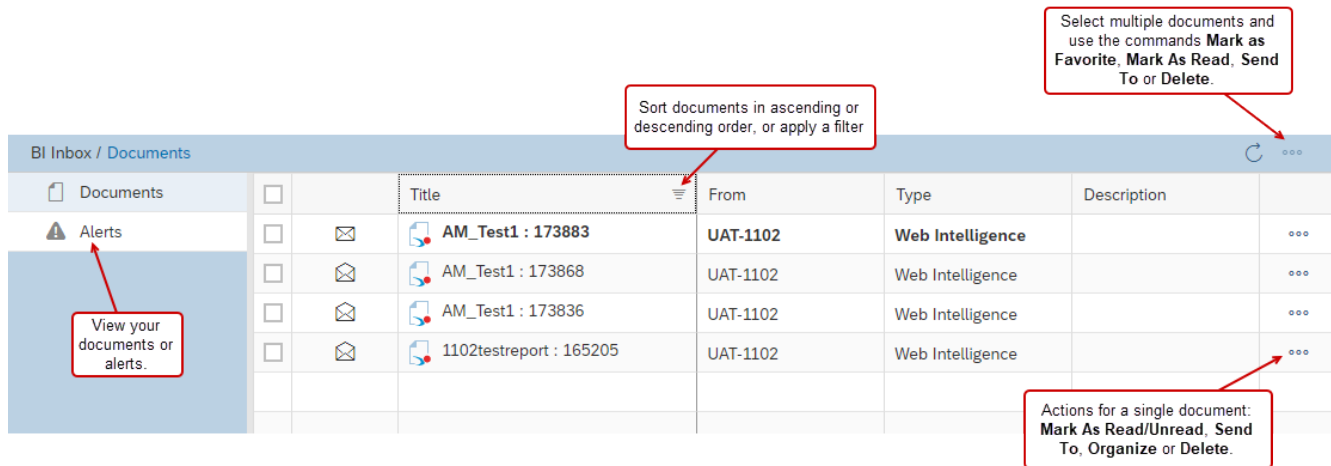 Select multiple documents and
use the commands Mark as
Favorite, Mark As Read, Send
To or Delete.
Sort documents in ascending or
descending order, or apply a filter
BI Inbox / Documents
Documents
Alerts
View your
documents or
alerts.
Title From Type Description
AM_Test1 : 173883 UAT-1102 Web Intelligence
AM_Test1 : 173868 UAT-1102 Web Intelligence
AM_Test1 : 173836 UAT-1102 Web Intelligence
1102testreport : 165205 UAT-1102 Web Intelligence
Actions for a single document:
Mark As Read/Unread, Send
To, Organize or Delete.